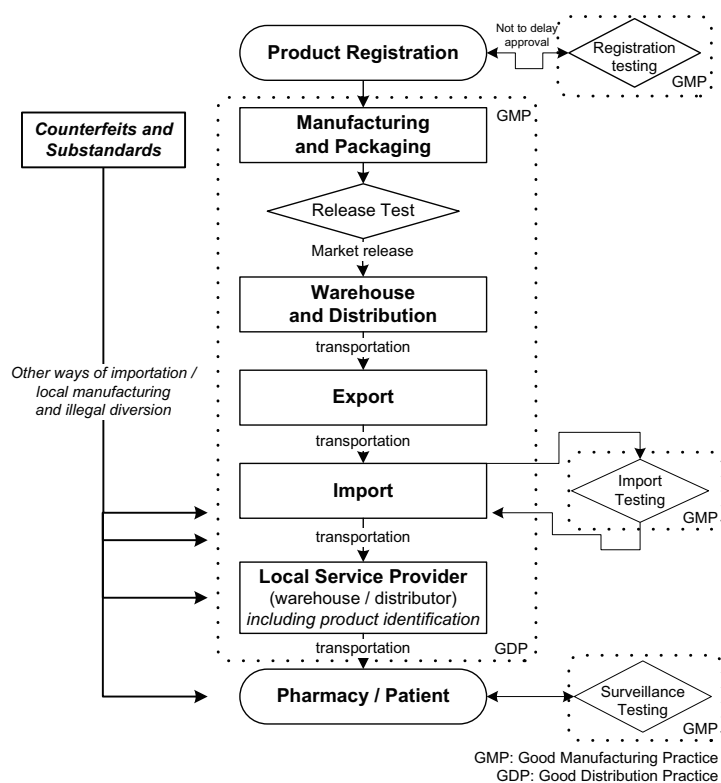 Product Registration
Not to delay
approval
Registration
testing
GMP
GMP
Manufacturing
and Packaging
Counterfeits and
Substandards
Release Test
Market release
Warehouse
and Distribution
transportation
Other ways of importation /
local manufacturing
and illegal diversion
Export
transportation
Import
Import
Testing
GMP
transportation
Local Service Provider
(warehouse / distributor)
including product identification
transportation
GDP
Pharmacy / Patient
Surveillance
Testing
GMP
GMP: Good Manufacturing Practice
GDP: Good Distribution Practice